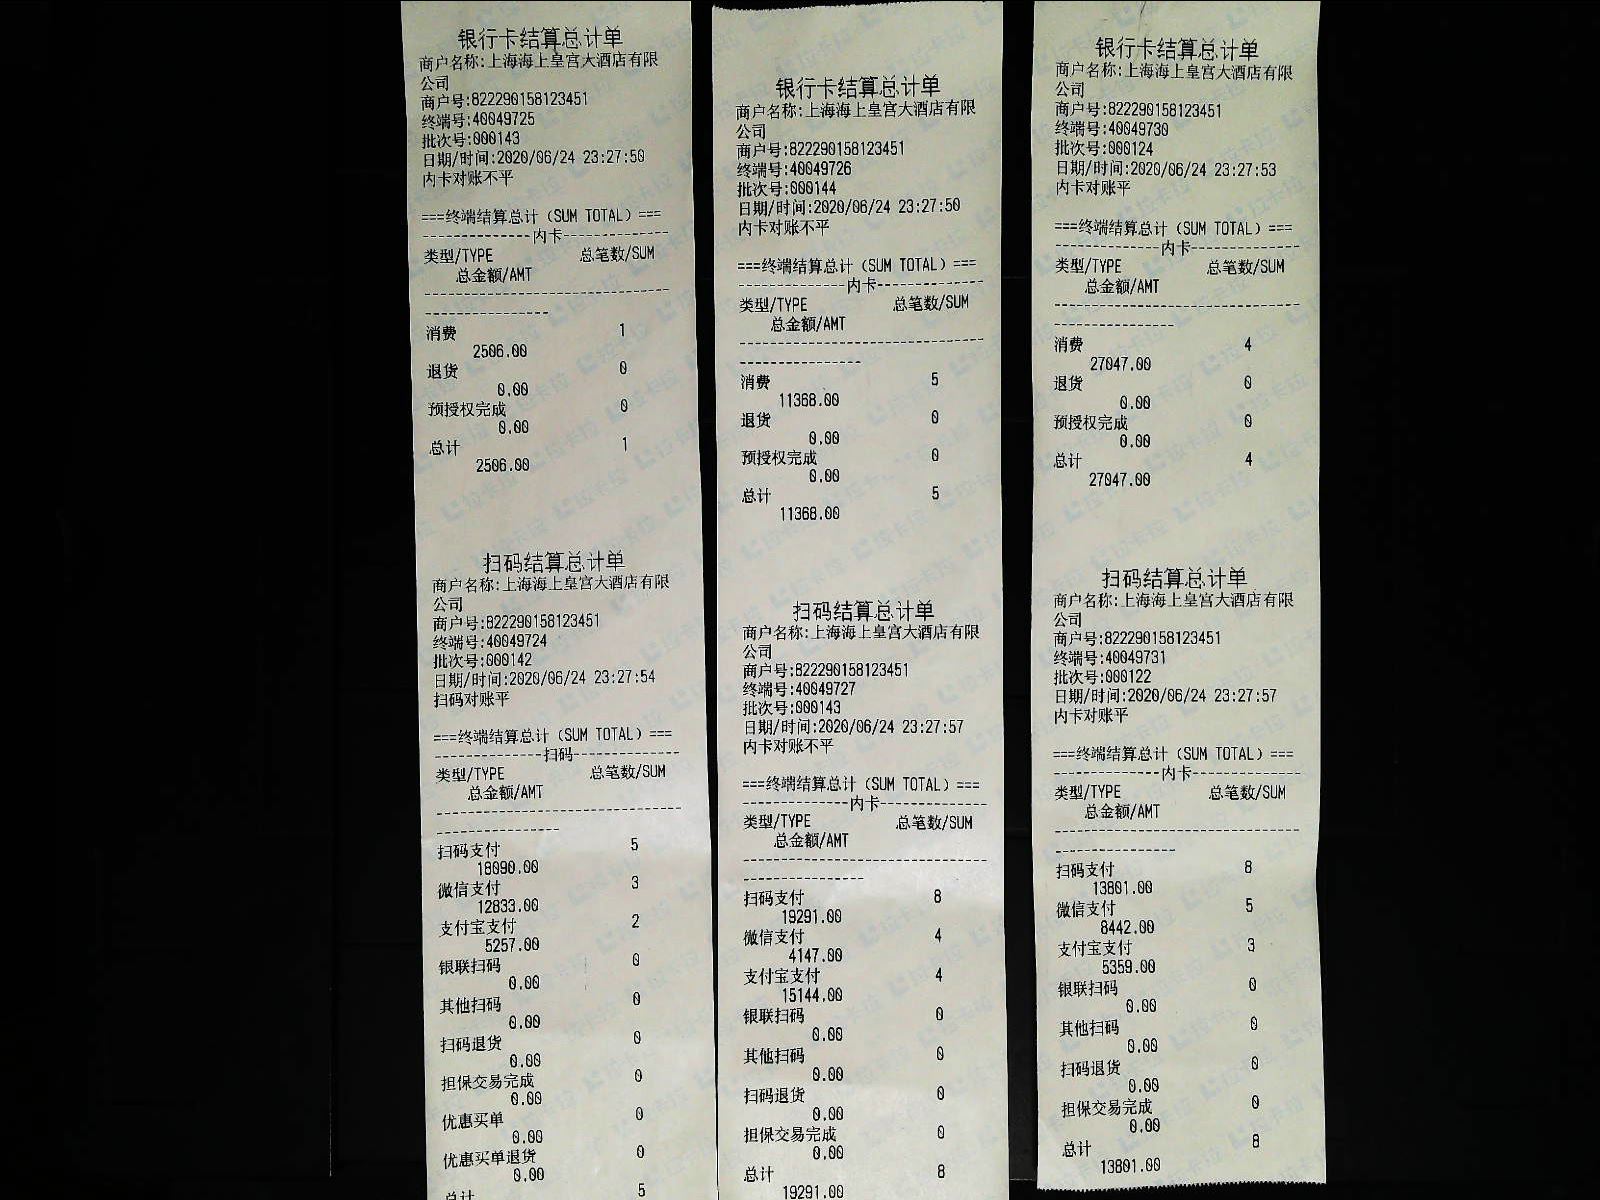 银行卡结算总计单
商户名称:上海海上皇宫大酒店有限
公司
商户号:822290158123451
终端号:40049725
批次号:000143
日期/时间:2020/06/24 23:27:50
内卡对账不平
===终端结算总计（SUM TOTAL）===
--------------内卡--------------
类型/TYPE 总笔数/SUM
总金额/AMT
--------------------------------
----------------
消费 1
2506.00
退货 0
0.00
预授权完成 0
0.00
总计 1
2506.00
扫码结算总计单
商户名称:上海海上皇宫大酒店有限
公司
商户号:822290158123451
终端号:40049724
批次号:000142
日期/时间:2020/06/24 23:27:54
扫码对账平
===终端结算总计（SUM TOTAL）===
--------------扫码--------------
类型/TYPE 总笔数/SUM
总金额/AMT
--------------------------------
----------------
扫码支付 5
18090.00
微信支付 3
12833.00
支付宝支付 2
5257.00
银联扫码 0
0.00
其他扫码 0
0.00
扫码退货 0
0.00
担保交易完成 0
0.00
优惠买单 0
0.00
优惠买单退货 0
0.00
总计 5
银行卡结算总计单
商户名称:上海海上皇宫大酒店有限
公司
商户号:822290158123451
终端号:40049726
批次号:000144
日期/时间:2020/06/24 23:27:50
内卡对账不平
===终端结算总计（SUM TOTAL）===
--------------内卡--------------
类型/TYPE 总笔数/SUM
总金额/AMT
--------------------------------
----------------
消费 5
11368.00
退货 0
0.00
预授权完成 0
0.00
总计 5
11368.00
扫码结算总计单
商户名称:上海海上皇宫大酒店有限
公司
商户号:822290158123451
终端号:40049727
批次号:000143
日期/时间:2020/06/24 23:27:57
内卡对账不平
===终端结算总计（SUM TOTAL）===
--------------内卡--------------
类型/TYPE 总笔数/SUM
总金额/AMT
--------------------------------
----------------
扫码支付 8
19291.00
微信支付 4
4147.00
支付宝支付 4
15144.00
银联扫码 0
0.00
其他扫码 0
0.00
扫码退货 0
0.00
担保交易完成 0
0.00
总计 8
19291.00
银行卡结算总计单
商户名称:上海海上皇宫大酒店有限
公司
商户号:822290158123451
终端号:40049730
批次号:000124
日期/时间:2020/06/24 23:27:53
内卡对账平
===终端结算总计（SUM TOTAL）===
--------------内卡--------------
类型/TYPE 总笔数/SUM
总金额/AMT
--------------------------------
----------------
消费 4
27047.00
退货 0
0.00
预授权完成 0
0.00
总计 4
27047.00
扫码结算总计单
商户名称:上海海上皇宫大酒店有限
公司
商户号:822290158123451
终端号:40049731
批次号:000122
日期/时间:2020/06/24 23:27:57
内卡对账平
===终端结算总计（SUM TOTAL）===
--------------内卡--------------
类型/TYPE 总笔数/SUM
总金额/AMT
--------------------------------
----------------
扫码支付 8
13801.00
微信支付 5
8442.00
支付宝支付 3
5359.00
银联扫码 0
0.00
其他扫码 0
0.00
扫码退货 0
0.00
担保交易完成 0
0.00
总计 8
13801.00